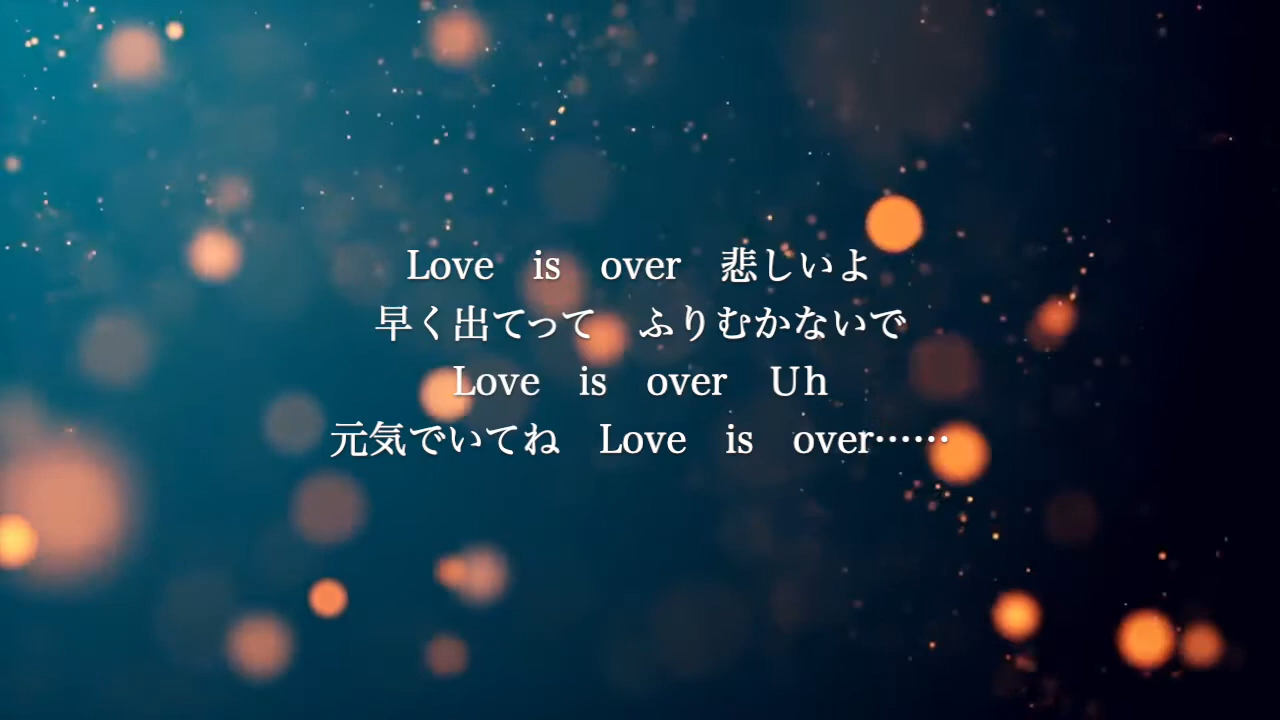 Love　is　over　悲しいよ
早く出てって　ふりむかないで
Love　is　over　Uh
元気でいてね　Love　is　over……